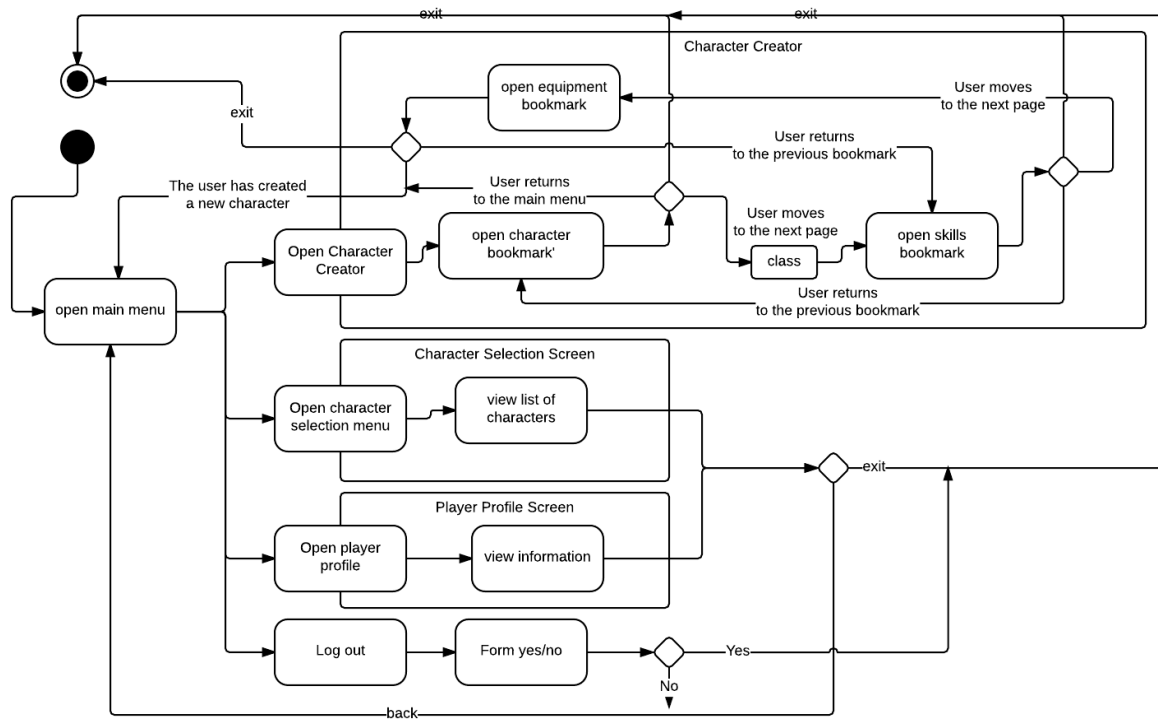 exit
exit
Character Creator
open equipment
bookmark
User moves
to the next page
exit
User returns
to the previous bookmark
The user has created
a new character
User returns
to the main menu
User moves
to the next page
Open Character
Creator
open character
bookmark'
class
open skills
bookmark
open main menu
User returns
to the previous bookmark
Character Selection Screen
Open character
selection menu
view list of
characters
exit
Player Profile Screen
Open player
profile
view information
Log out
Form yes/no
Yes
No
back